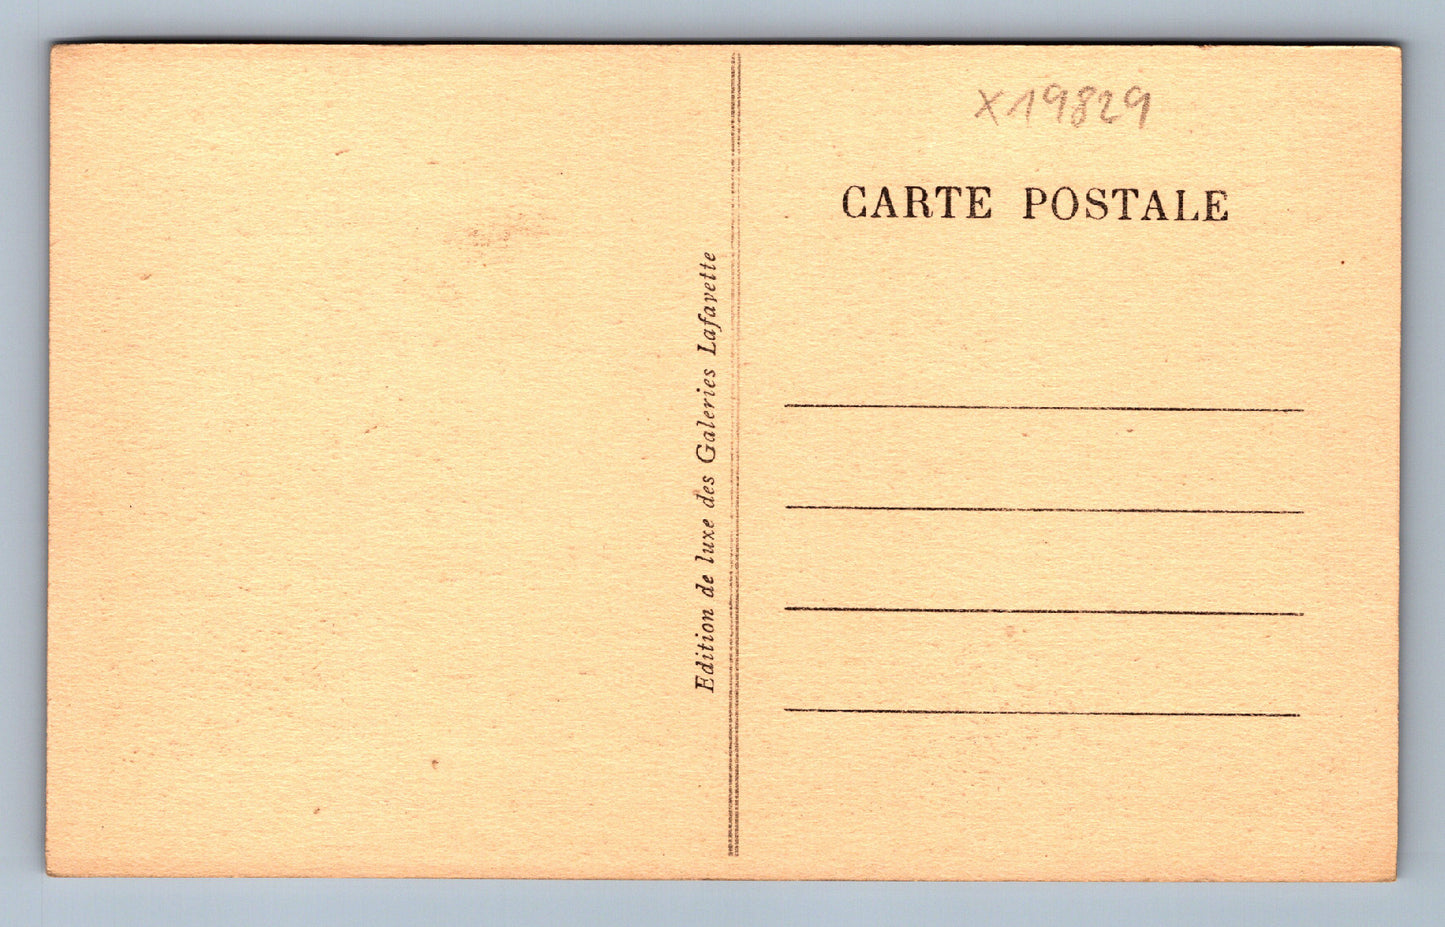 X19829
CARTE POSTALE
Edition de luxe des Galeries Lafayette